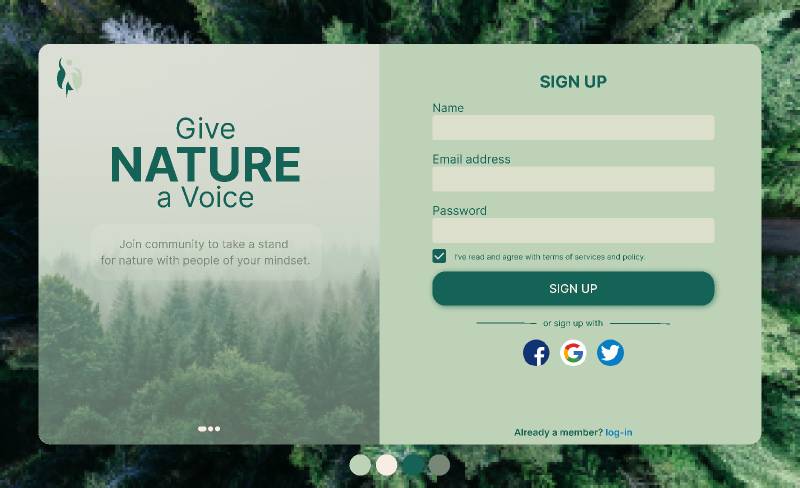 Give
NATURE
a Voice
Join community to take a stand
for nature with people of your mindset.
SIGN UP
Name
Email address
Password
I've read and agree with terms of services and policy.
SIGN UP
or sign up with
Already a member? log-in